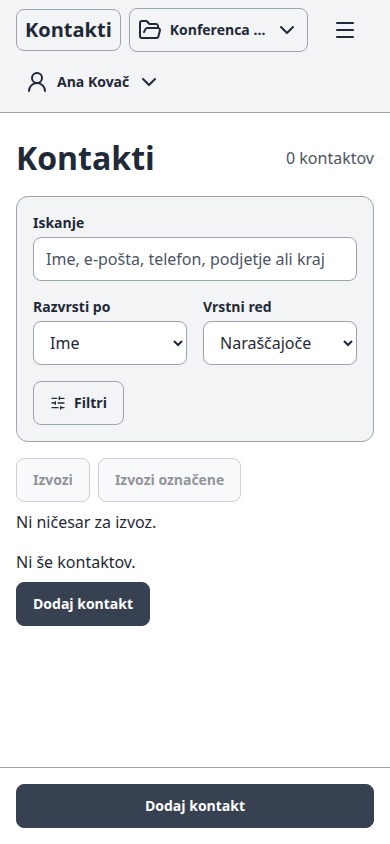 Kontakti
Konferenca ...
Ana Kovač
Kontakti
0 kontaktov
Iskanje
Ime, e-pošta, telefon, podjetje ali kraj
Razvrsti po
Vrstni red
Ime
Naraščajoče
Filtri
Izvozi
Izvozi označene
Ni ničesar za izvoz.
Ni še kontaktov.
Dodaj kontakt
Dodaj kontakt